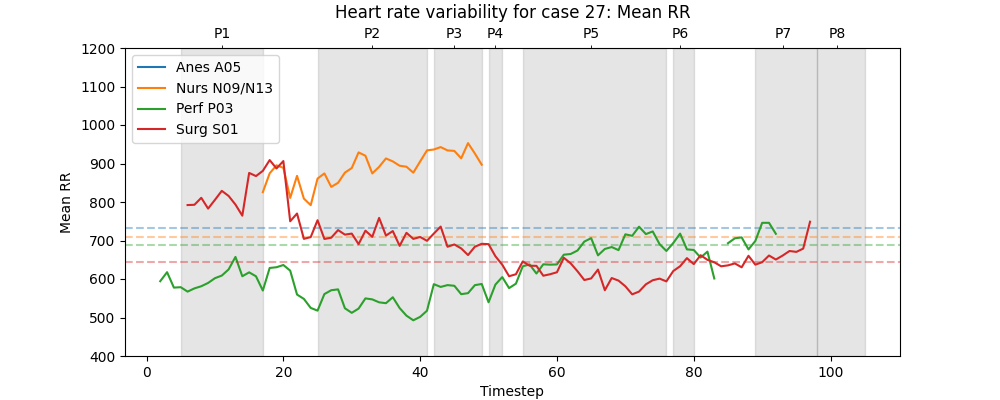 Heart rate variability for case 27: Mean RR
P1 P2 P3 P4 P5 P6 P7 P8
1200
1100
1000
900
800
700
600
500
400
Mean RR
Anes A05
Nurs N09/N13
Perf P03
Surg S01
0 20 40 60 80 100
Timestep